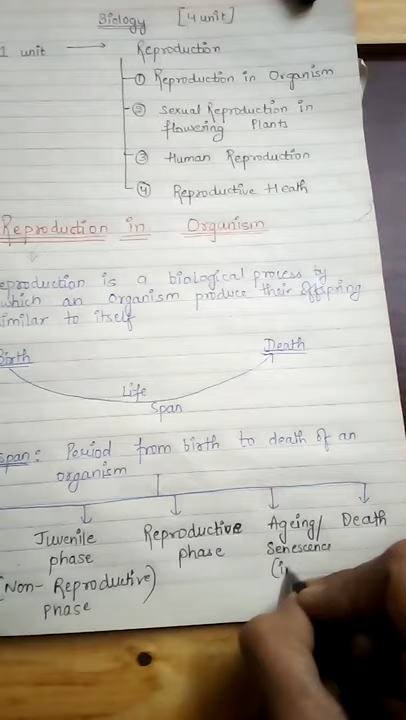 Biology [4 unit]
1 unit → Reproduction
① Reproduction in Organism
② Sexual Reproduction in
flowering Plants
③ Human Reproduction
④ Reproductive Heath
Reproduction in Organism
eproduction is a biological process by
which an organism produce their offspring
similar to itself
Birth Death
Life
Span
span: Period from birth to death of an
organism
Juvenile phase
(Non-Reproductive)
phase
Reproductive phase
Ageing/
Senescence
(i
Death